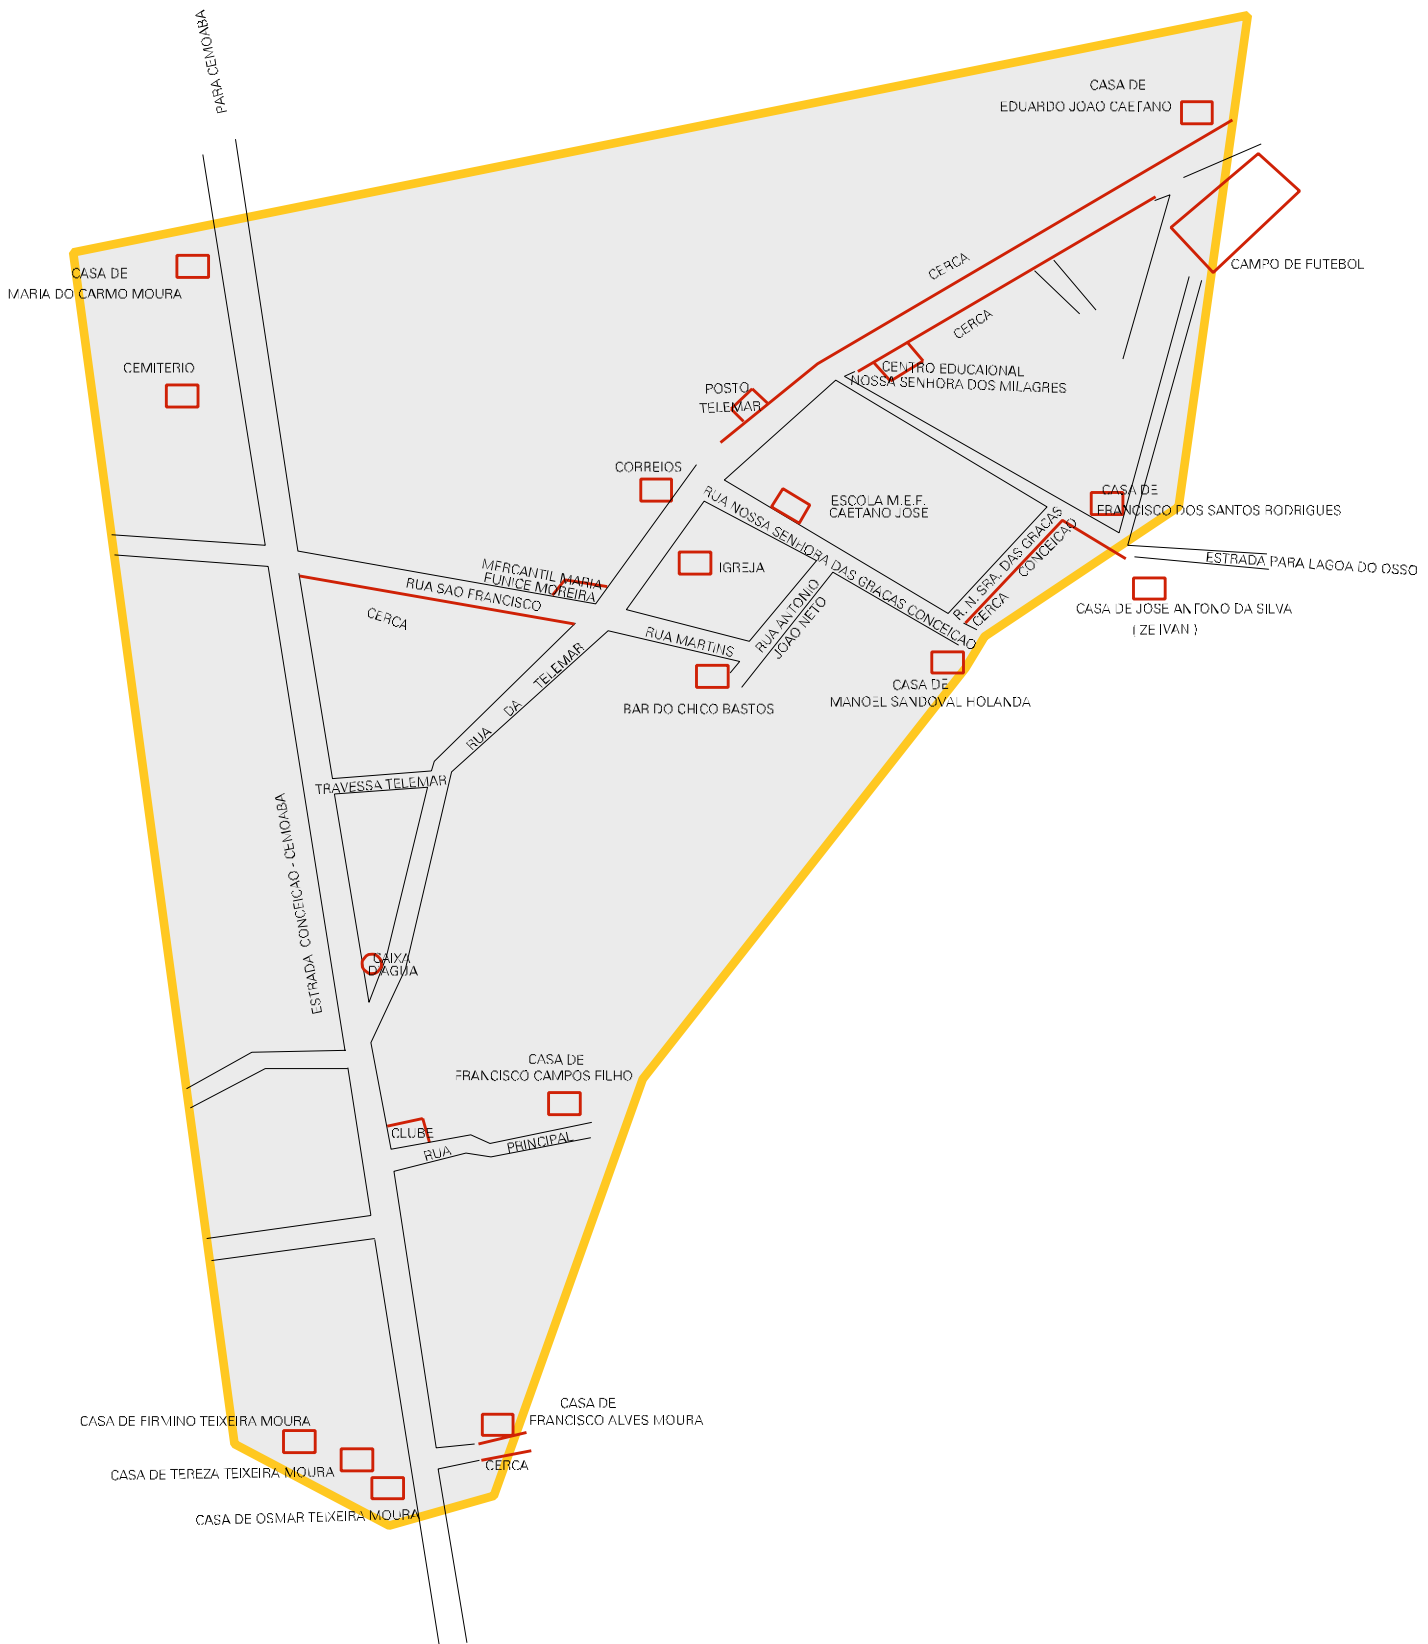 PARA CEMOABA
CASA DE
EDUARDO JOAO CAETANO
CASA DE
MARIA DO CARMO MOURA
CERCA
CAMPO DE FUTEBOL
CERCA
CEMITERIO
CENTRO EDUCAIONAL
NOSSA SENHORA DOS MILAGRES
POSTO
TELEMAR
CORREIOS
RUA NOSSA SENHORA DAS GRACAS CONCEICAO
ESCOLA M.E.F.
CAETANO JOSE
CASA DE
FRANCISCO DOS SANTOS RODRIGUES
R. N. SRA. DAS GRACAS
CONCEICAO
CERCA
ESTRADA PARA LAGOA DO OSSO
MERCANTIL MARIA
EUNICE MOREIRA
IGREJA
RUA SAO FRANCISCO
CERCA
RUA ANTONIO
JOAO NETO
CASA DE JOSE ANTONO DA SILVA
( ZE IVAN )
RUA MARTINS
RUA DA TELEMAR
CASA DE
MANOEL SANDOVAL HOLANDA
BAR DO CHICO BASTOS
TRAVESSA TELEMAR
ESTRADA CONCEICAO - CEMOABA
CAIXA
D'AGUA
CASA DE
FRANCISCO CAMPOS FILHO
CLUBE
RUA PRINCIPAL
CASA DE
FRANCISCO ALVES MOURA
CASA DE FIRMINO TEIXEIRA MOURA
CERCA
CASA DE TEREZA TEIXEIRA MOURA
CASA DE OSMAR TEIXEIRA MOURA